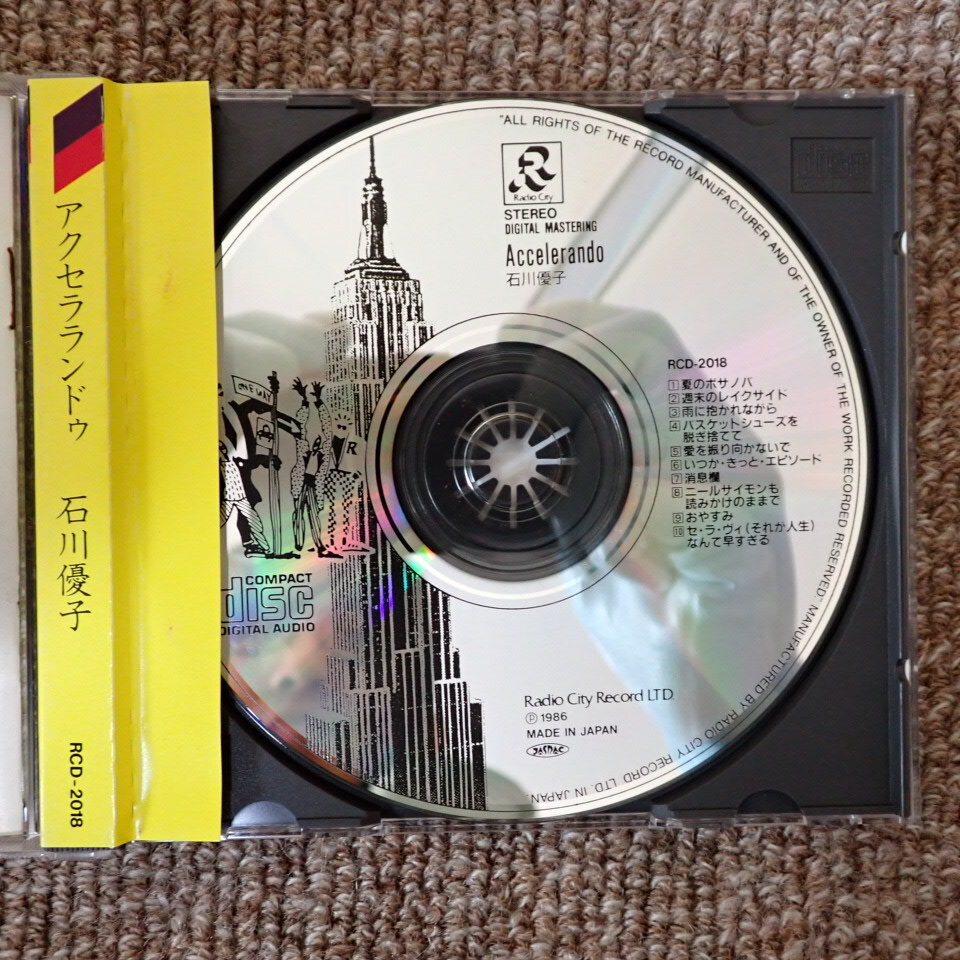 アクセラランドゥ 石川優子
RCD-2018
"ALL RIGHTS OF THE RECORD MANUFACTURER AND OF THE OWNER OF THE WORK RECORDED RESERVED." MANUFACTURED BY RADIO CITY RECORD LTD. IN JAPAN.
R
Radio City
STEREO
DIGITAL MASTERING
Accelerando
石川優子
RCD-2018
1 夏のボサノバ
2 週末のレイクサイド
3 雨に抱かれながら
4 バスケットシューズを
脱ぎ捨てて
5 愛を振り向かないで
6 いつか・きっと・エピソード
7 消息欄
8 ニールサイモンも
読みかけのままで
9 おやすみ
10 セ・ラ・ヴィ(それが人生)
なんて早すぎる
ONE WAY
R
COMPACT
disc
DIGITAL AUDIO
Radio City Record LTD.
Ⓟ1986
MADE IN JAPAN
JASRAC
disc